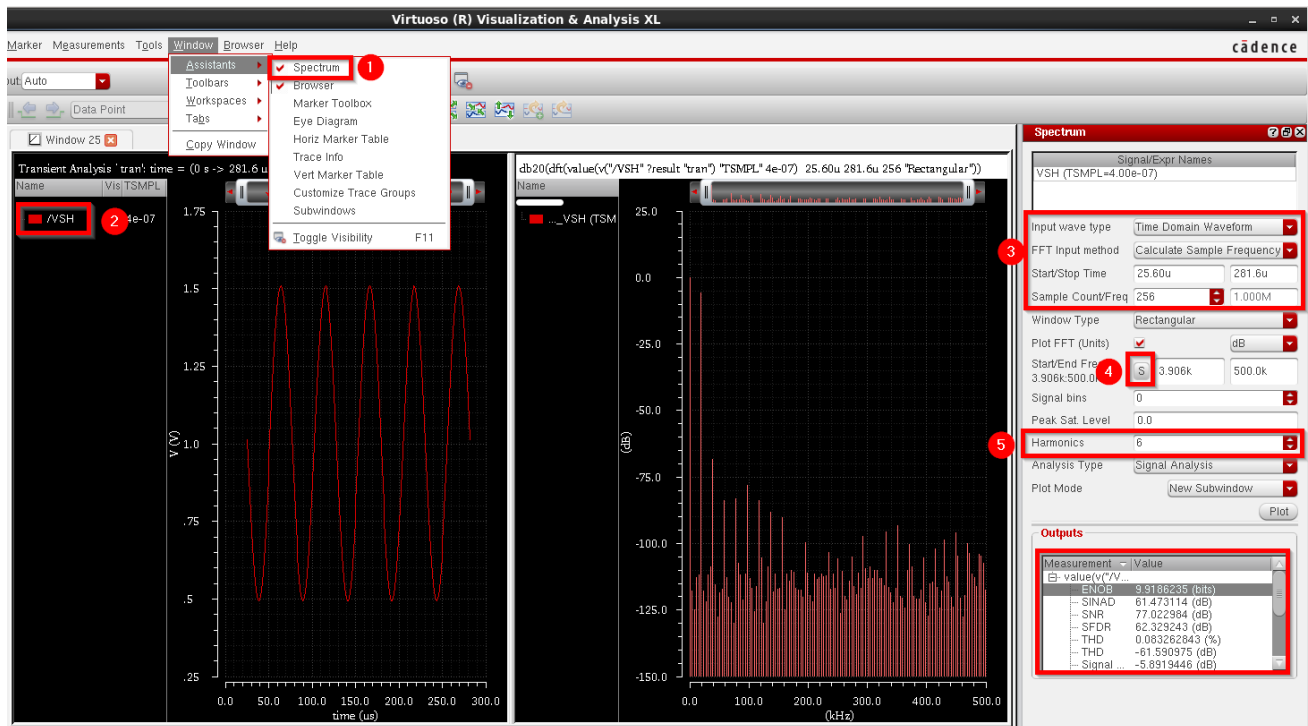 Virtuoso (R) Visualization & Analysis XL
Marker Measurements Tools Window Browser Help
cādence
Assistants
Spectrum
1
Toolbars
Browser
Workspaces
Marker Toolbox
Tabs
Eye Diagram
Copy Window
Horiz Marker Table
Trace Info
Vert Marker Table
Customize Trace Groups
Subwindows
Toggle Visibility F11
Auto
Data Point
Window 25
Transient Analysis `tran': time = (0 s -> 281.6 u
Name Vis TSMPL
/VSH
2
4e-07
1.75
1.5
1.25
1.0
.75
.5
.25
V (V)
0.0 50.0 100.0 150.0 200.0 250.0 300.0
time (us)
db20(dft(value(v("/VSH" ?result "tran") "TSMPL" 4e-07) 25.60u 281.6u 256 "Rectangular"))
Name
..._VSH (TSM
25.0
0.0
-25.0
-50.0
-75.0
-100.0
-125.0
-150.0
(dB)
0.0 100.0 200.0 300.0 400.0 500.0
(kHz)
Spectrum
Signal/Expr Names
VSH (TSMPL=4.00e-07)
Input wave type Time Domain Waveform
3
FFT Input method Calculate Sample Frequency
Start/Stop Time 25.60u 281.6u
Sample Count/Freq 256 1.000M
Window Type Rectangular
Plot FFT (Units) dB
Start/End Fre
3.906k:500.0
4
S 3.906k 500.0k
Signal bins 0
Peak Sat. Level 0.0
5
Harmonics 6
Analysis Type Signal Analysis
Plot Mode New Subwindow
Plot
Outputs
Measurement Value
value(v("/V...
ENOB 9.9186235 (bits)
SINAD 61.473114 (dB)
SNR 77.022984 (dB)
SFDR 62.329243 (dB)
THD 0.083262843 (%)
THD -61.590975 (dB)
Signal ... -5.8919446 (dB)